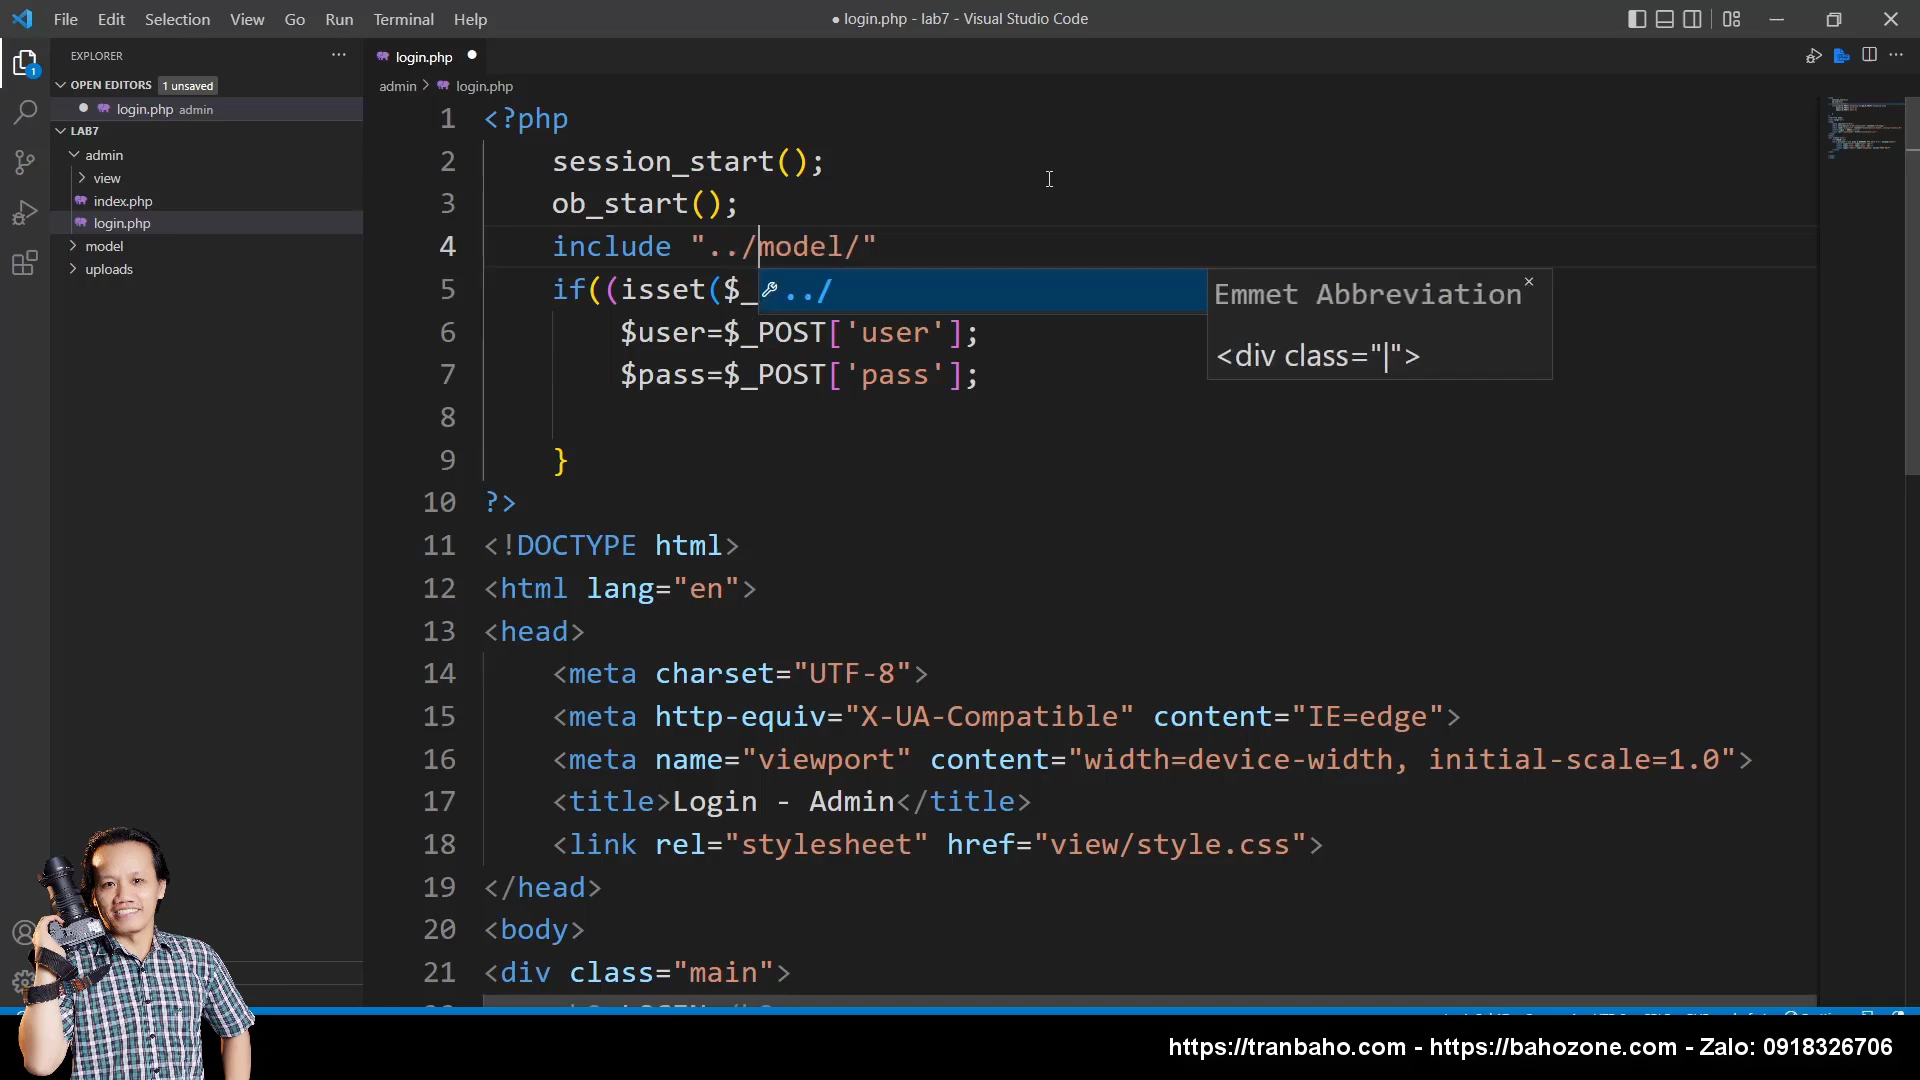 File Edit Selection View Go Run Terminal Help
● login.php - lab7 - Visual Studio Code
EXPLORER
OPEN EDITORS 1 unsaved
login.php admin
LAB7
admin
view
index.php
login.php
model
uploads
1
login.php
admin > login.php
1 <?php
2 session_start();
3 ob_start();
4 include "../model/"
5 if((isset($_
../
Emmet Abbreviation
<div class="|">
6 $user=$_POST['user'];
7 $pass=$_POST['pass'];
8
9 }
10 ?>
11 <!DOCTYPE html>
12 <html lang="en">
13 <head>
14 <meta charset="UTF-8">
15 <meta http-equiv="X-UA-Compatible" content="IE=edge">
16 <meta name="viewport" content="width=device-width, initial-scale=1.0">
17 <title>Login - Admin</title>
18 <link rel="stylesheet" href="view/style.css">
19 </head>
20 <body>
21 <div class="main">
https://tranbaho.com - https://bahozone.com - Zalo: 0918326706